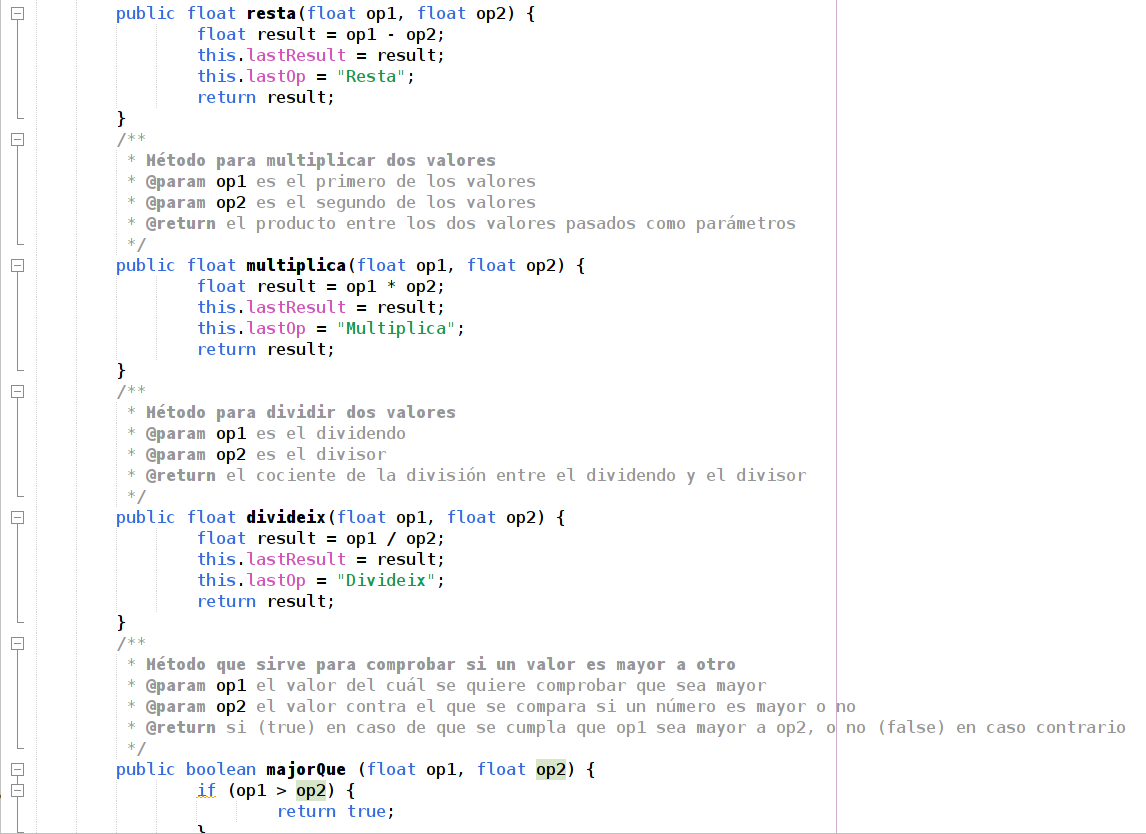 public float resta(float op1, float op2) {
float result = op1 - op2;
this.lastResult = result;
this.lastOp = "Resta";
return result;
}
/**
* Hétodo para multiplicar dos valores
* @param op1 es el primero de los valores
* @param op2 es el segundo de los valores
* @return el producto entre los dos valores pasados como parámetros
*/
public float multiplica(float op1, float op2) {
float result = op1 * op2;
this.lastResult = result;
this.lastOp = "Multiplica";
return result;
}
/**
* Hétodo para dividir dos valores
* @param op1 es el dividendo
* @param op2 es el divisor
* @return el cociente de la división entre el dividendo y el divisor
*/
public float divideix(float op1, float op2) {
float result = op1 / op2;
this.lastResult = result;
this.lastOp = "Divideix";
return result;
}
/**
* Hétodo que sirve para comprobar si un valor es mayor a otro
* @param op1 el valor del cuál se quiere comprobar que sea mayor
* @param op2 el valor contra el que se compara si un número es mayor o no
* @return si (true) en caso de que se cumpla que op1 sea mayor a op2, o no (false) en caso contrario
*/
public boolean majorQue (float op1, float op2) {
if (op1 > op2) {
return true;
}